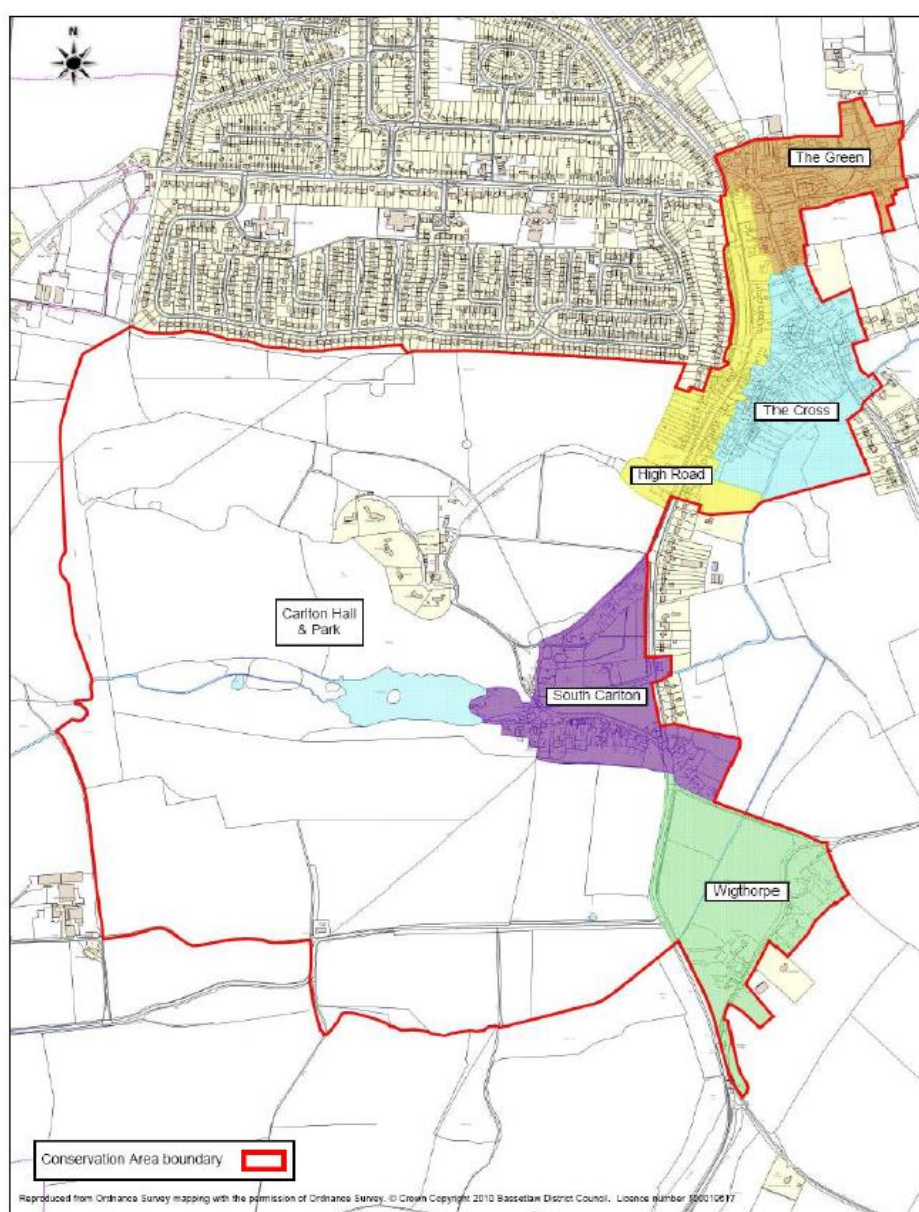 N
The Green
The Cross
High Road
Carlton Hall
& Park
South Carlton
Wigthorpe
Conservation Area boundary
Reproduced from Ordnance Survey mapping with the permission of Ordnance Survey. © Crown Copyright 2010 Bassetlaw District Council. Licence number 100019617